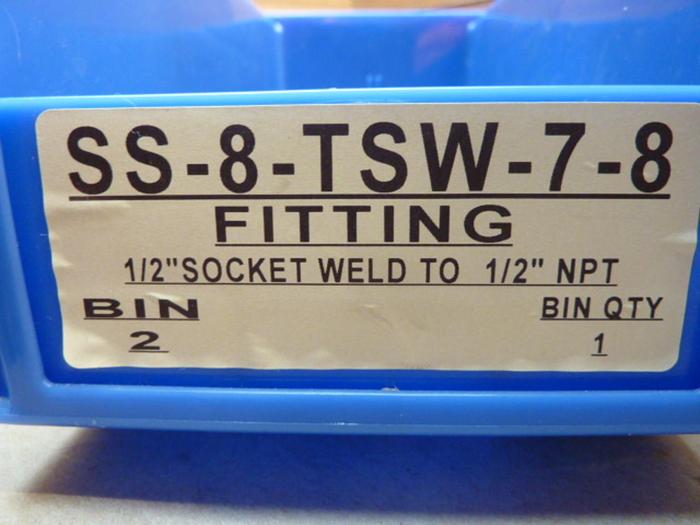 SS-8-TSW-7-8
FITTING
1/2"SOCKET WELD TO 1/2" NPT
BIN BIN QTY
2 1